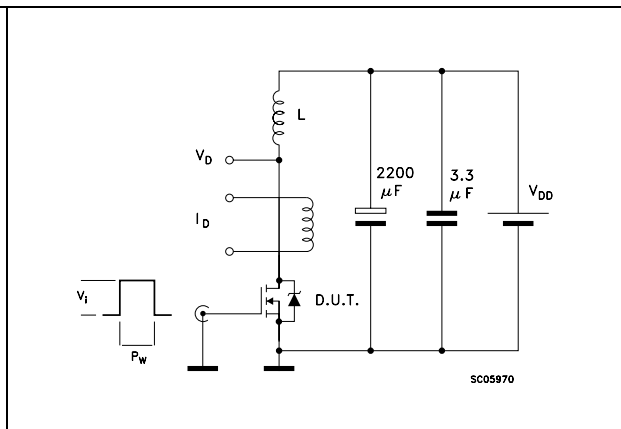 L
V_D
2200
μF
3.3
μF
V_DD
I_D
V_i
D.U.T.
P_W
SC05970